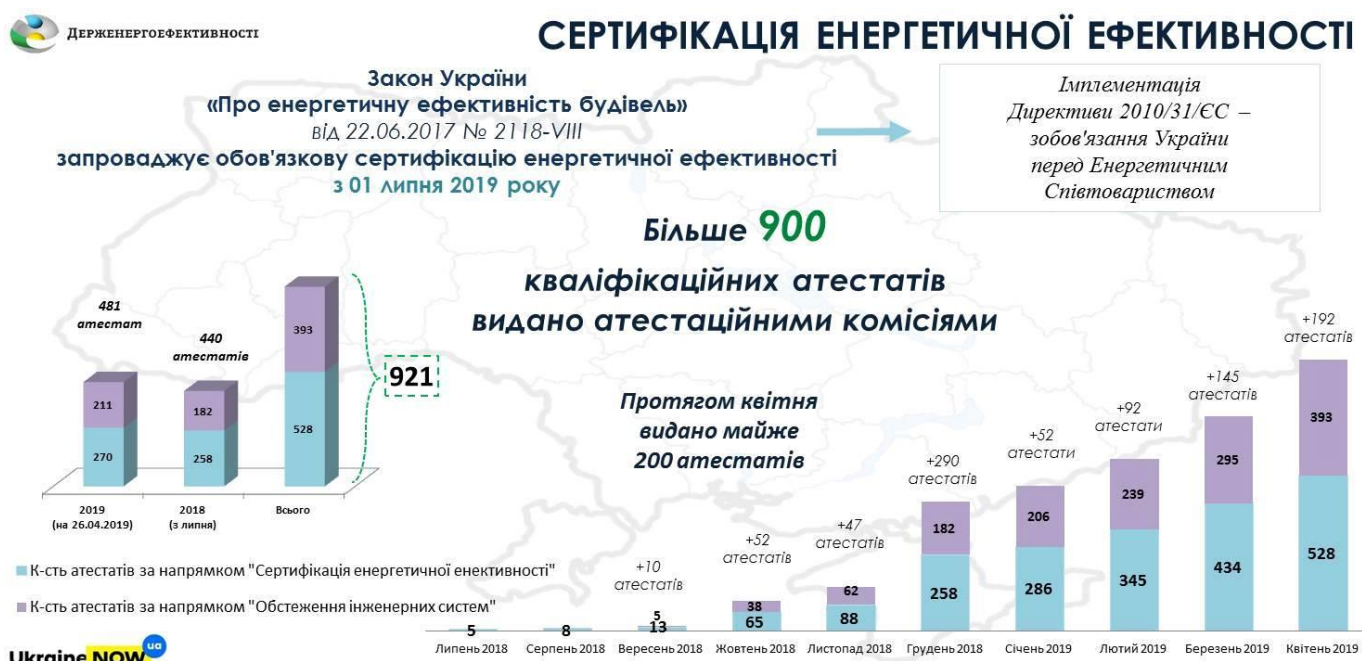 ДЕРЖЕНЕРГОЕФЕКТИВНОСТІ
СЕРТИФІКАЦІЯ ЕНЕРГЕТИЧНОЇ ЕФЕКТИВНОСТІ
Закон України
«Про енергетичну ефективність будівель»
від 22.06.2017 № 2118-VIII
запроваджує обов'язкову сертифікацію енергетичної ефективності
з 01 липня 2019 року
Імплементація
Директиви 2010/31/ЄС –
зобов'язання України
перед Енергетичним
Співтовариством
Більше 900
кваліфікаційних атестатів
видано атестаційними комісіями
Протягом квітня
видано майже
200 атестатів
481
атестат
440
атестатів
393
528
211
270
182
258
921
2019
(на 26.04.2019)
2018
(з липня)
Всього
К-сть атестатів за напрямком "Сертифікація енергетичної енективності"
К-сть атестатів за напрямком "Обстеження інженерних систем"
+10
атестатів
+52
атестатів
+47
атестатів
+290
атестатів
+52
атестати
+92
атестати
+145
атестатів
+192
атестатів
5
8
5
13
38
65
62
88
182
258
206
286
239
345
295
434
393
528
Липень 2018 Серпень 2018 Вересень 2018 Жовтень 2018 Листопад 2018 Грудень 2018 Січень 2019 Лютий 2019 Березень 2019 Квітень 2019
Ukraine NOW ua